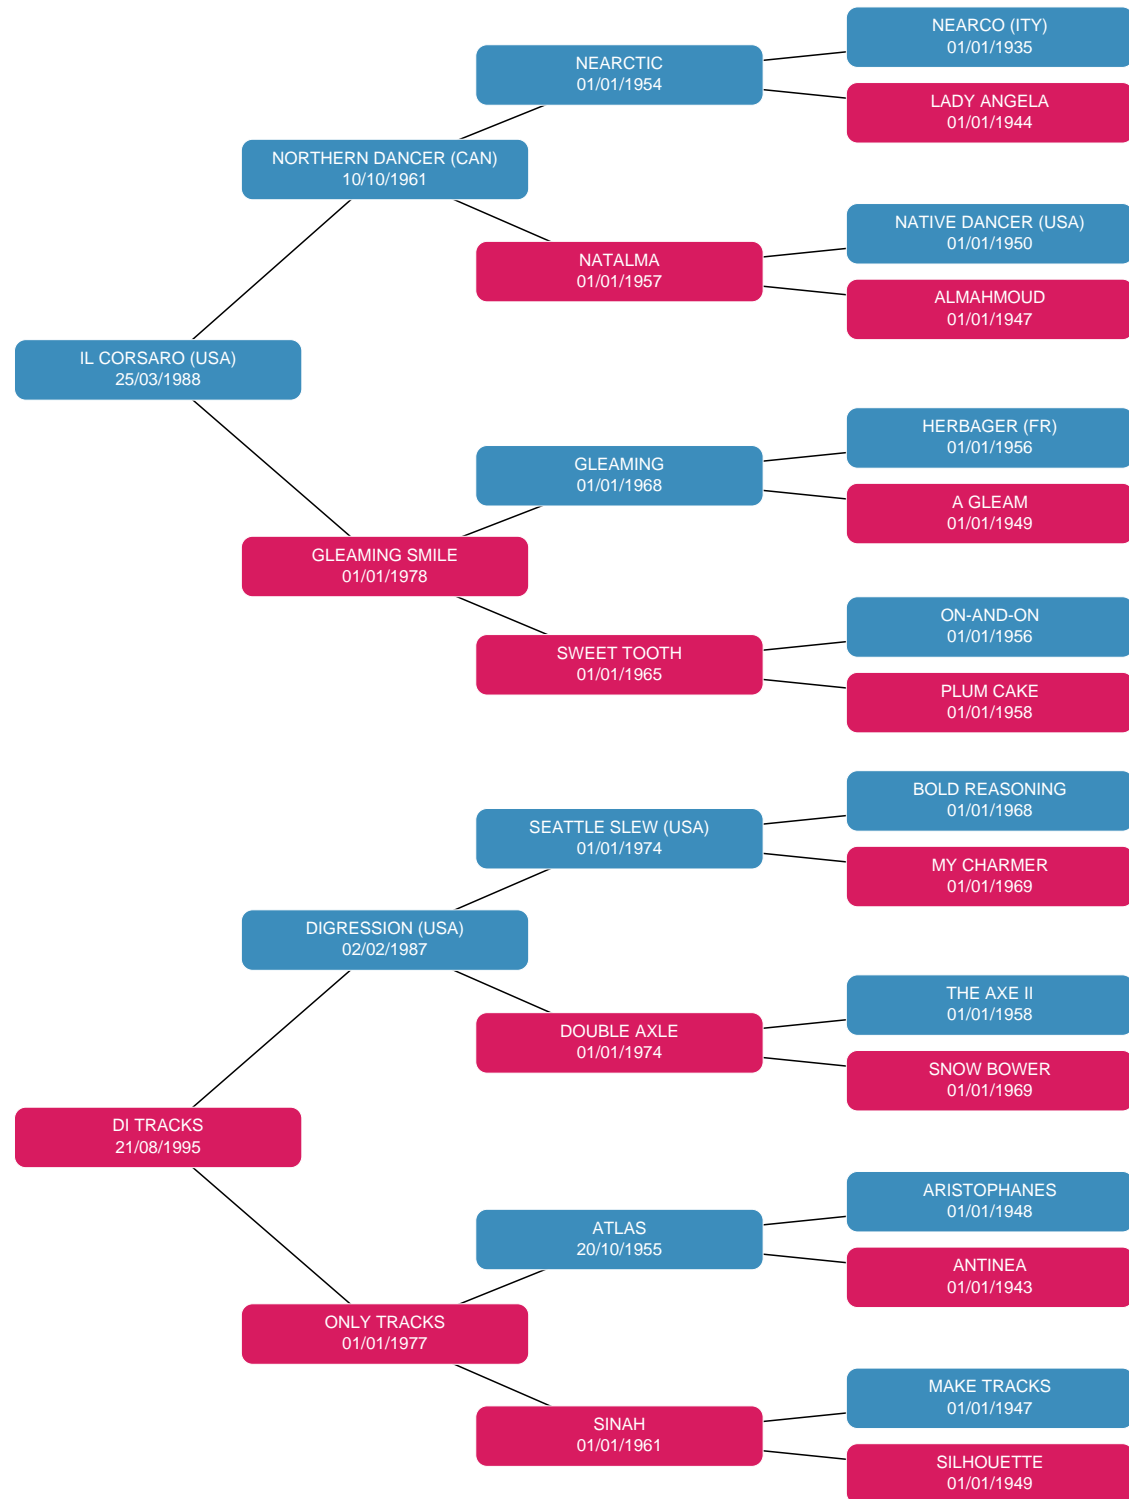 NEARCO (ITY)
01/01/1935
NEARCTIC
01/01/1954
LADY ANGELA
01/01/1944
NORTHERN DANCER (CAN)
10/10/1961
NATIVE DANCER (USA)
01/01/1950
NATALMA
01/01/1957
ALMAHMOUD
01/01/1947
IL CORSARO (USA)
25/03/1988
HERBAGER (FR)
01/01/1956
GLEAMING
01/01/1968
A GLEAM
01/01/1949
GLEAMING SMILE
01/01/1978
ON-AND-ON
01/01/1956
SWEET TOOTH
01/01/1965
PLUM CAKE
01/01/1958
BOLD REASONING
01/01/1968
SEATTLE SLEW (USA)
01/01/1974
MY CHARMER
01/01/1969
DIGRESSION (USA)
02/02/1987
THE AXE II
01/01/1958
DOUBLE AXLE
01/01/1974
SNOW BOWER
01/01/1969
DI TRACKS
21/08/1995
ARISTOPHANES
01/01/1948
ATLAS
20/10/1955
ANTINEA
01/01/1943
ONLY TRACKS
01/01/1977
MAKE TRACKS
01/01/1947
SINAH
01/01/1961
SILHOUETTE
01/01/1949